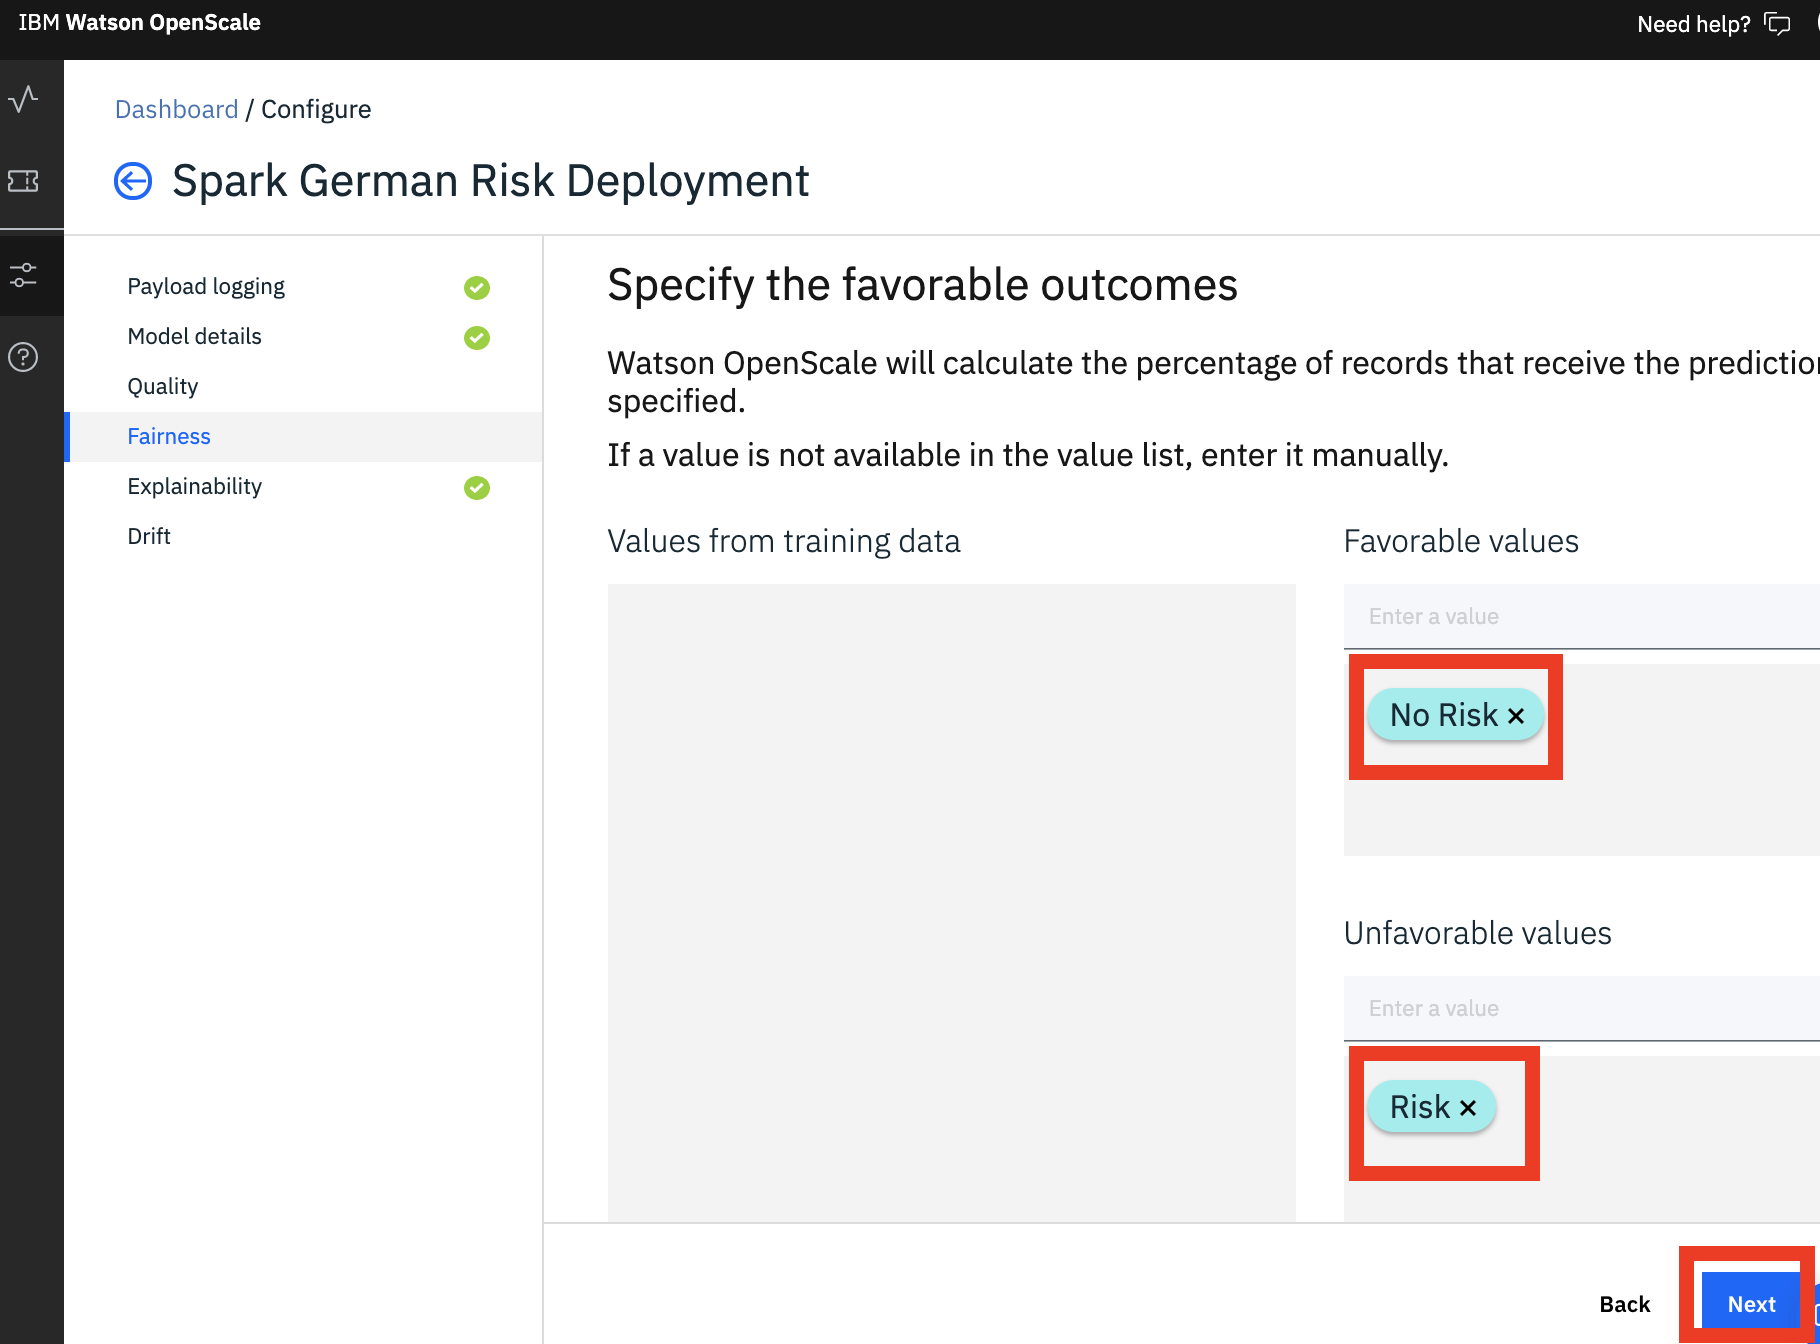 IBM Watson OpenScale
Need help?
Dashboard / Configure
Spark German Risk Deployment
Payload logging
Model details
Quality
Fairness
Explainability
Drift
Specify the favorable outcomes
Watson OpenScale will calculate the percentage of records that receive the
specified.
If a value is not available in the value list, enter it manually.
Values from training data
Favorable values
Enter a value
No Risk ×
Unfavorable values
Enter a value
Risk ×
Back
Next